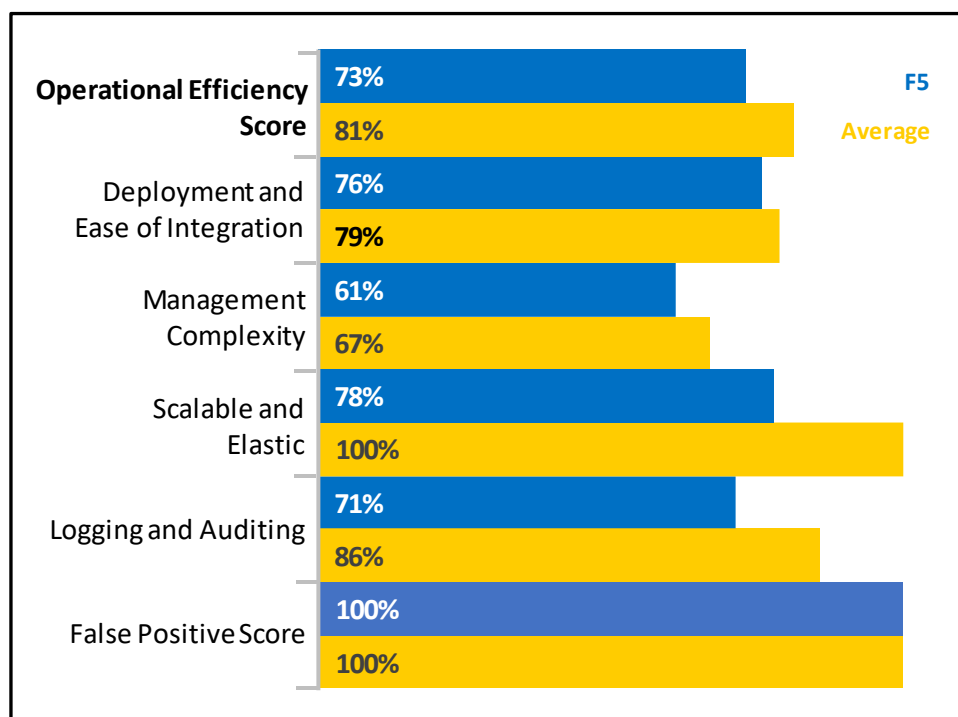 Operational Efficiency
Score
73%
81%
F5
Average
Deployment and
Ease of Integration
76%
79%
Management
Complexity
61%
67%
Scalable and
Elastic
78%
100%
Logging and Auditing
71%
86%
False Positive Score
100%
100%